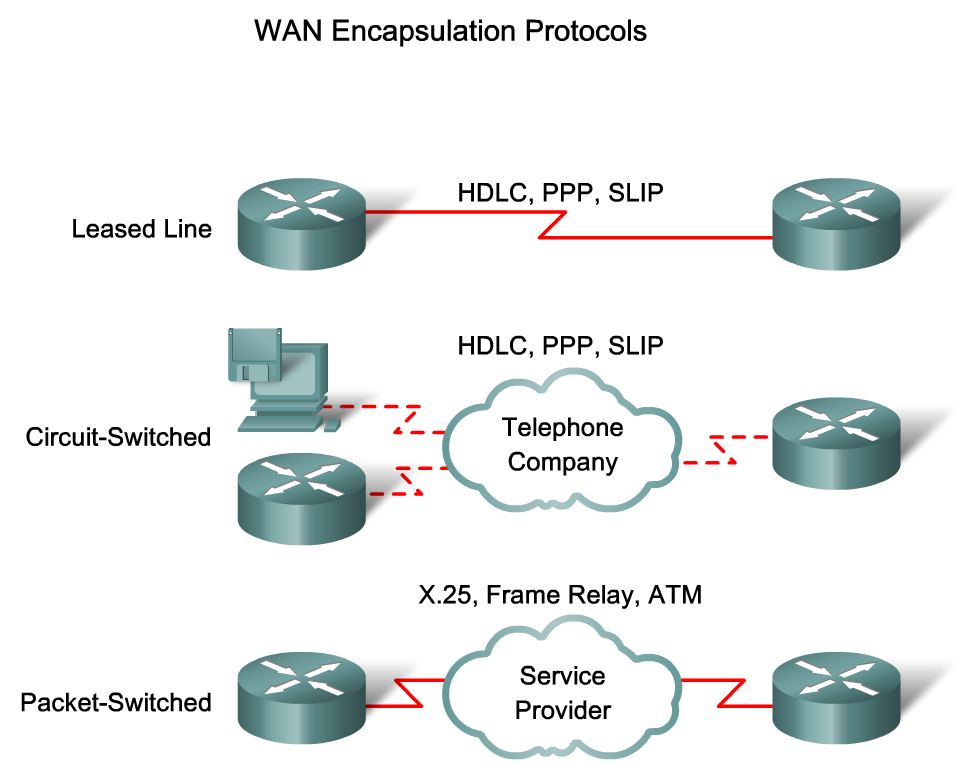 WAN Encapsulation Protocols
HDLC, PPP, SLIP
Leased Line
HDLC, PPP, SLIP
Telephone
Company
Circuit-Switched
X.25, Frame Relay, ATM
Service
Provider
Packet-Switched